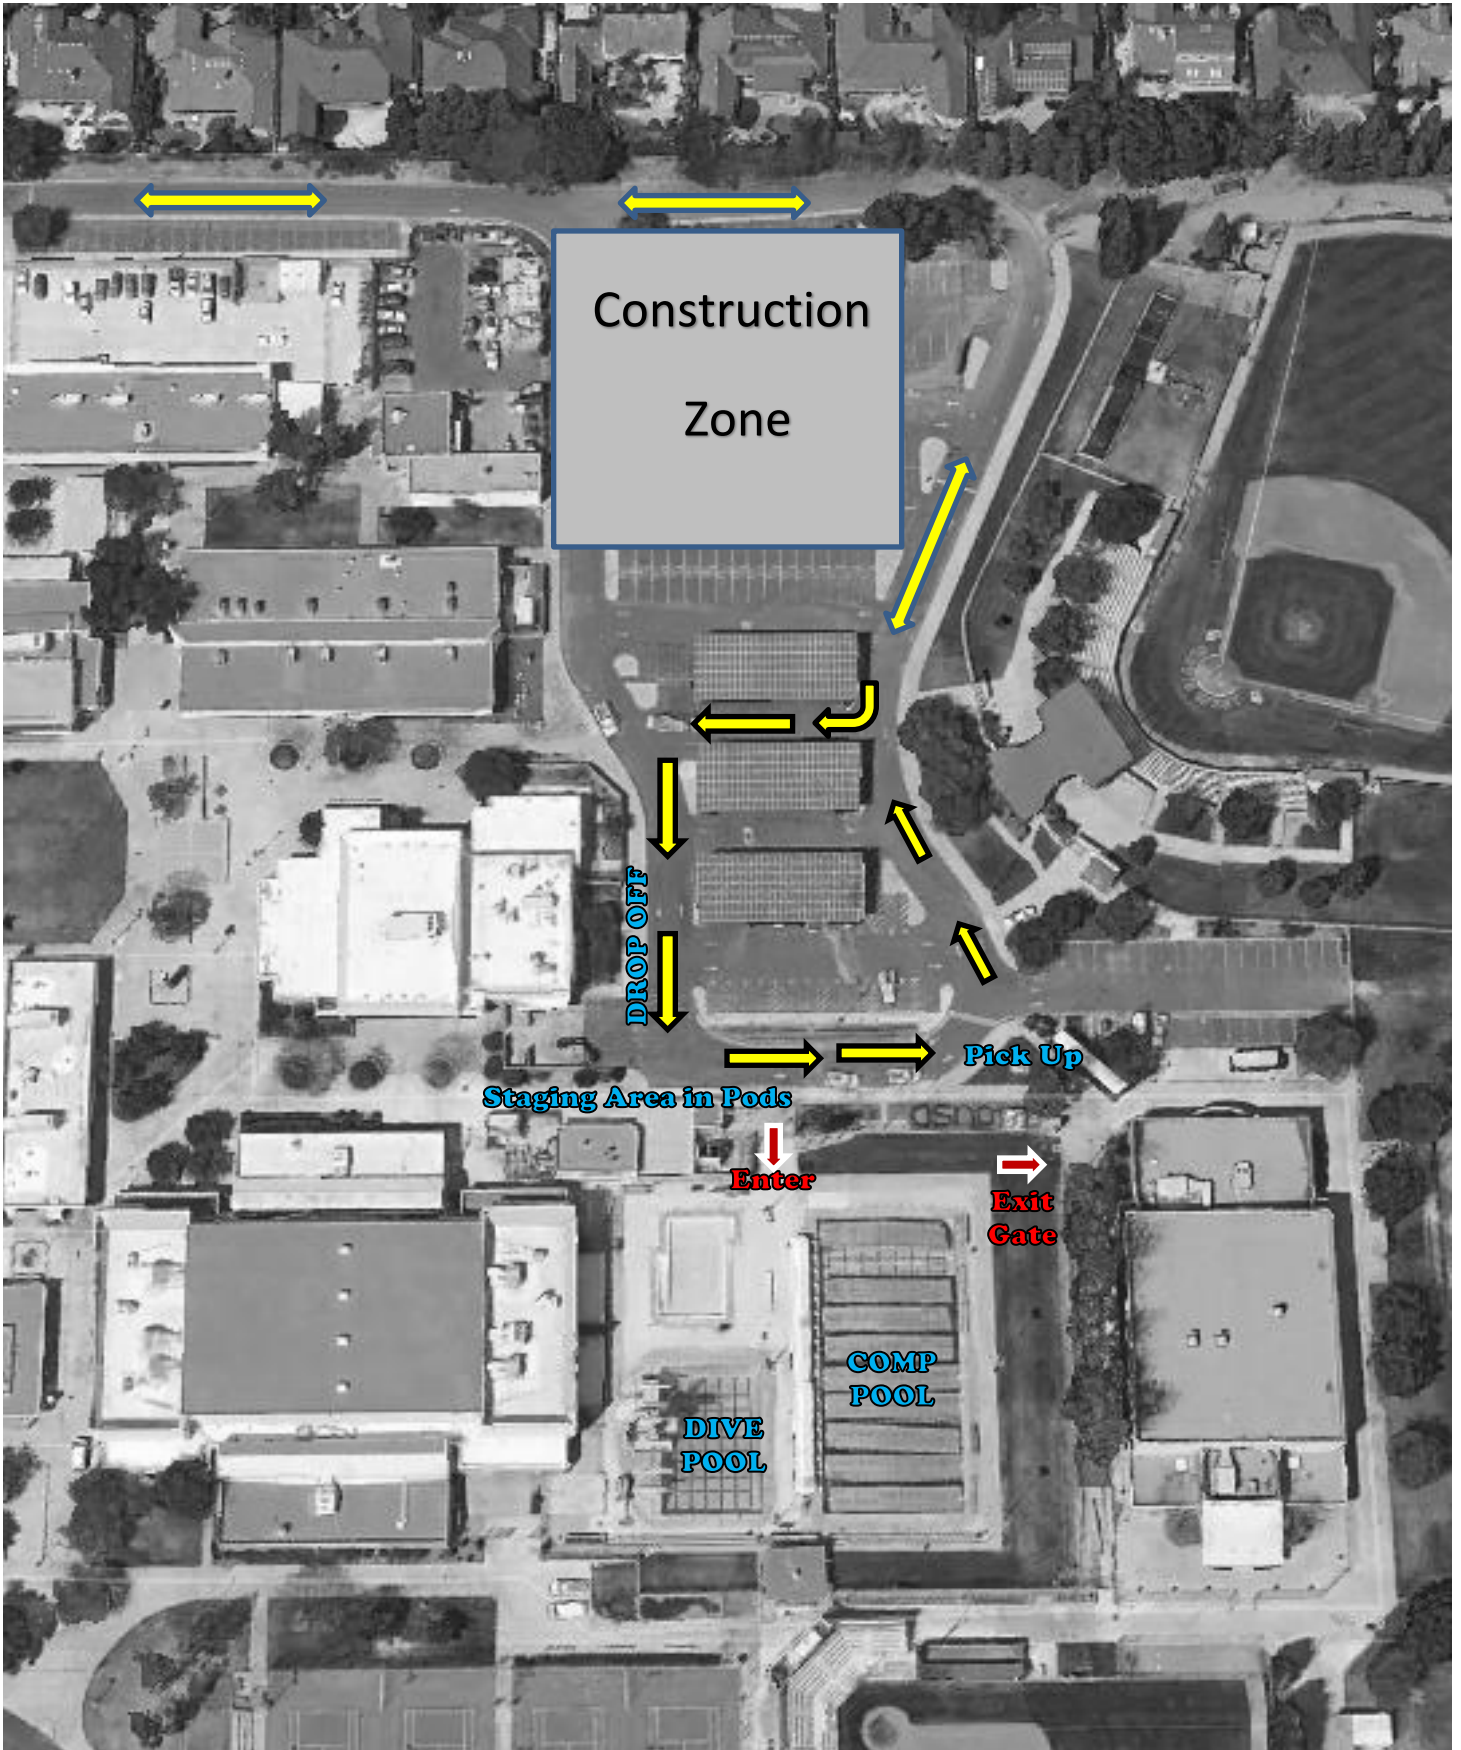 Construction
Zone
DROP OFF
Pick Up
Staging Area in Pods
Enter
Exit
Gate
COMP
POOL
DIVE
POOL